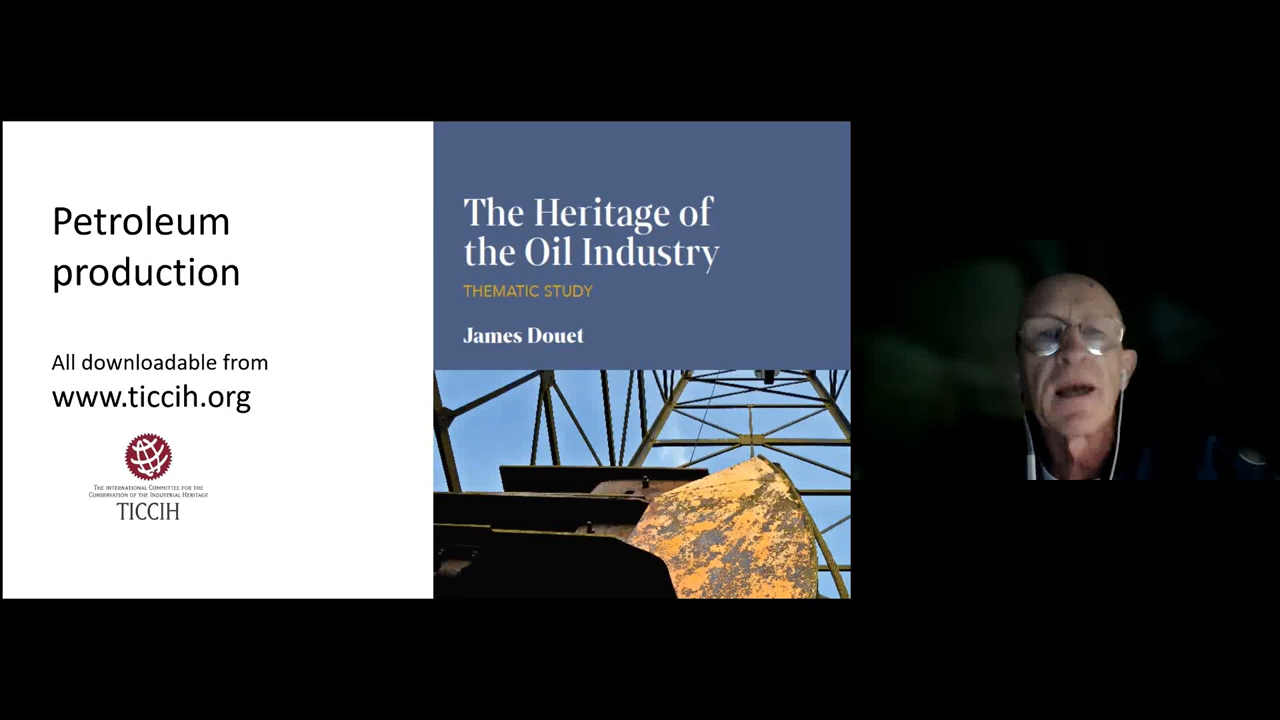 Petroleum
production
All downloadable from
www.ticcih.org
THE INTERNATIONAL COMMITTEE FOR THE
CONSERVATION OF THE INDUSTRIAL HERITAGE
TICCIH
The Heritage of
the Oil Industry
THEMATIC STUDY
James Douet